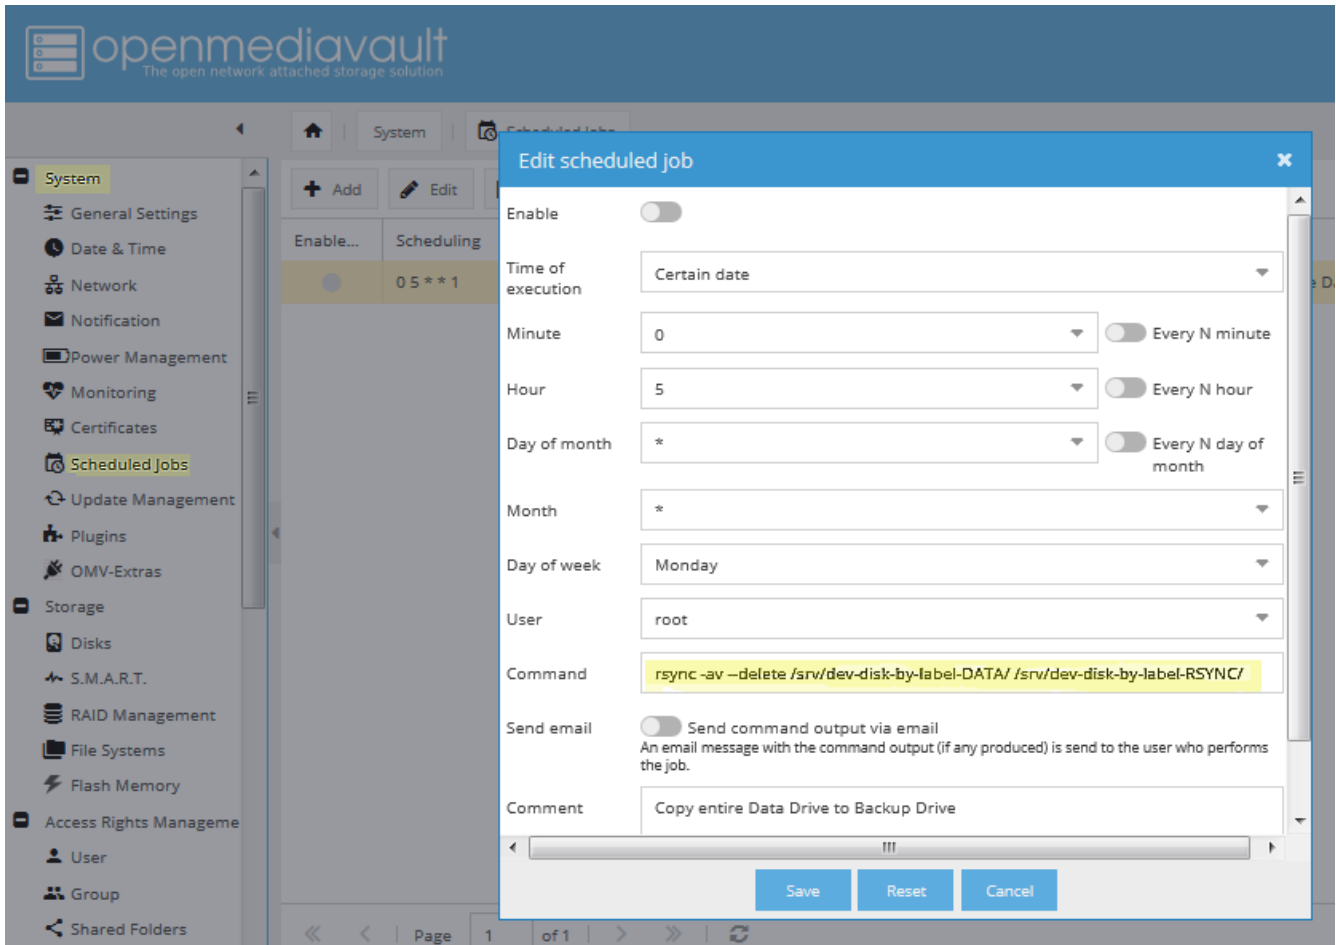 openmediavault
The open network attached storage solution
System
Scheduled Jobs
System
General Settings
Date & Time
Network
Notification
Power Management
Monitoring
Certificates
Scheduled Jobs
Update Management
Plugins
OMV-Extras
Storage
Disks
S.M.A.R.T.
RAID Management
File Systems
Flash Memory
Access Rights Manageme
User
Group
Shared Folders
Add
Edit
Enable...
Scheduling
0 5 * * 1
e Da
Page 1 of 1
Edit scheduled job
Enable
Time of
execution
Certain date
Minute
0
Every N minute
Hour
5
Every N hour
Day of month
*
Every N day of
month
Month
*
Day of week
Monday
User
root
Command
rsync -av --delete /srv/dev-disk-by-label-DATA/ /srv/dev-disk-by-label-RSYNC/
Send email
Send command output via email
An email message with the command output (if any produced) is send to the user who performs
the job.
Comment
Copy entire Data Drive to Backup Drive
Save
Reset
Cancel